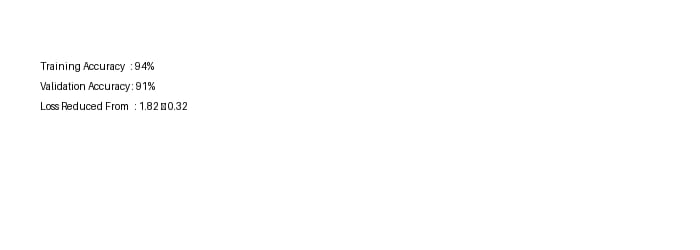 Training Accuracy : 94%
Validation Accuracy : 91%
Loss Reduced From : 1.82 0.32